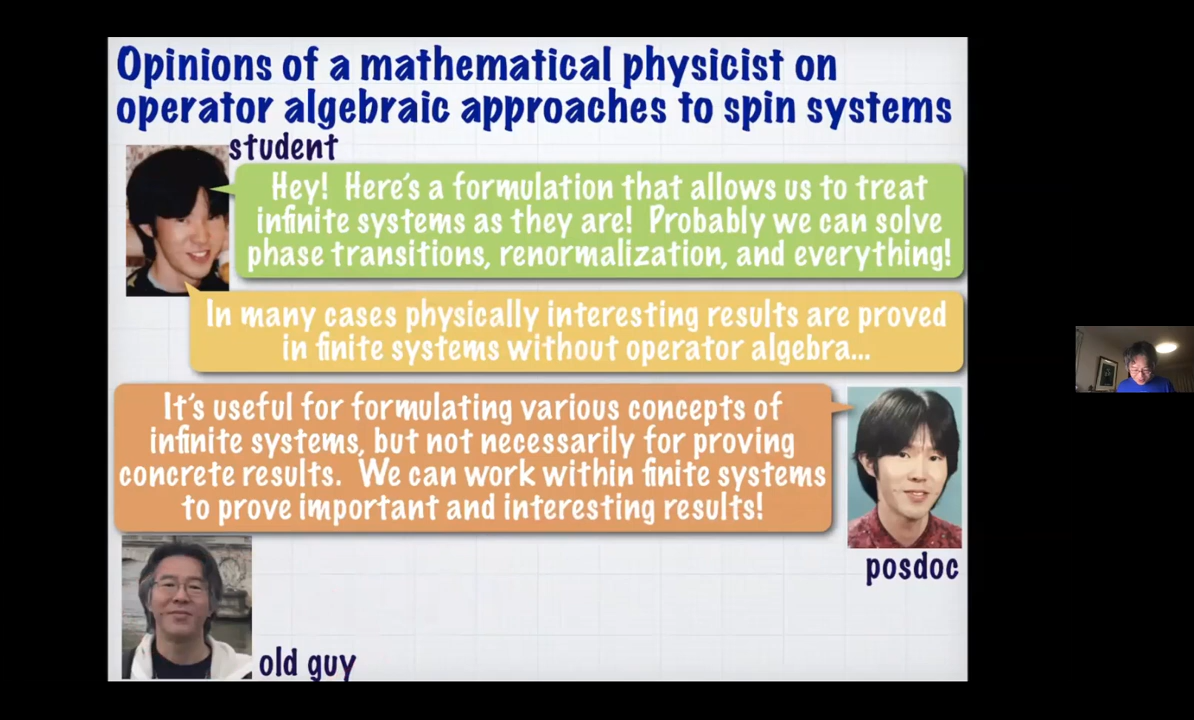 Opinions of a mathematical physicist on
operator algebraic approaches to spin systems
student
Hey! Here's a formulation that allows us to treat
infinite systems as they are! Probably we can solve
phase transitions, renormalization, and everything!
In many cases physically interesting results are proved
in finite systems without operator algebra...
It's useful for formulating various concepts of
infinite systems, but not necessarily for proving
concrete results. We can work within finite systems
to prove important and interesting results!
posdoc
old guy